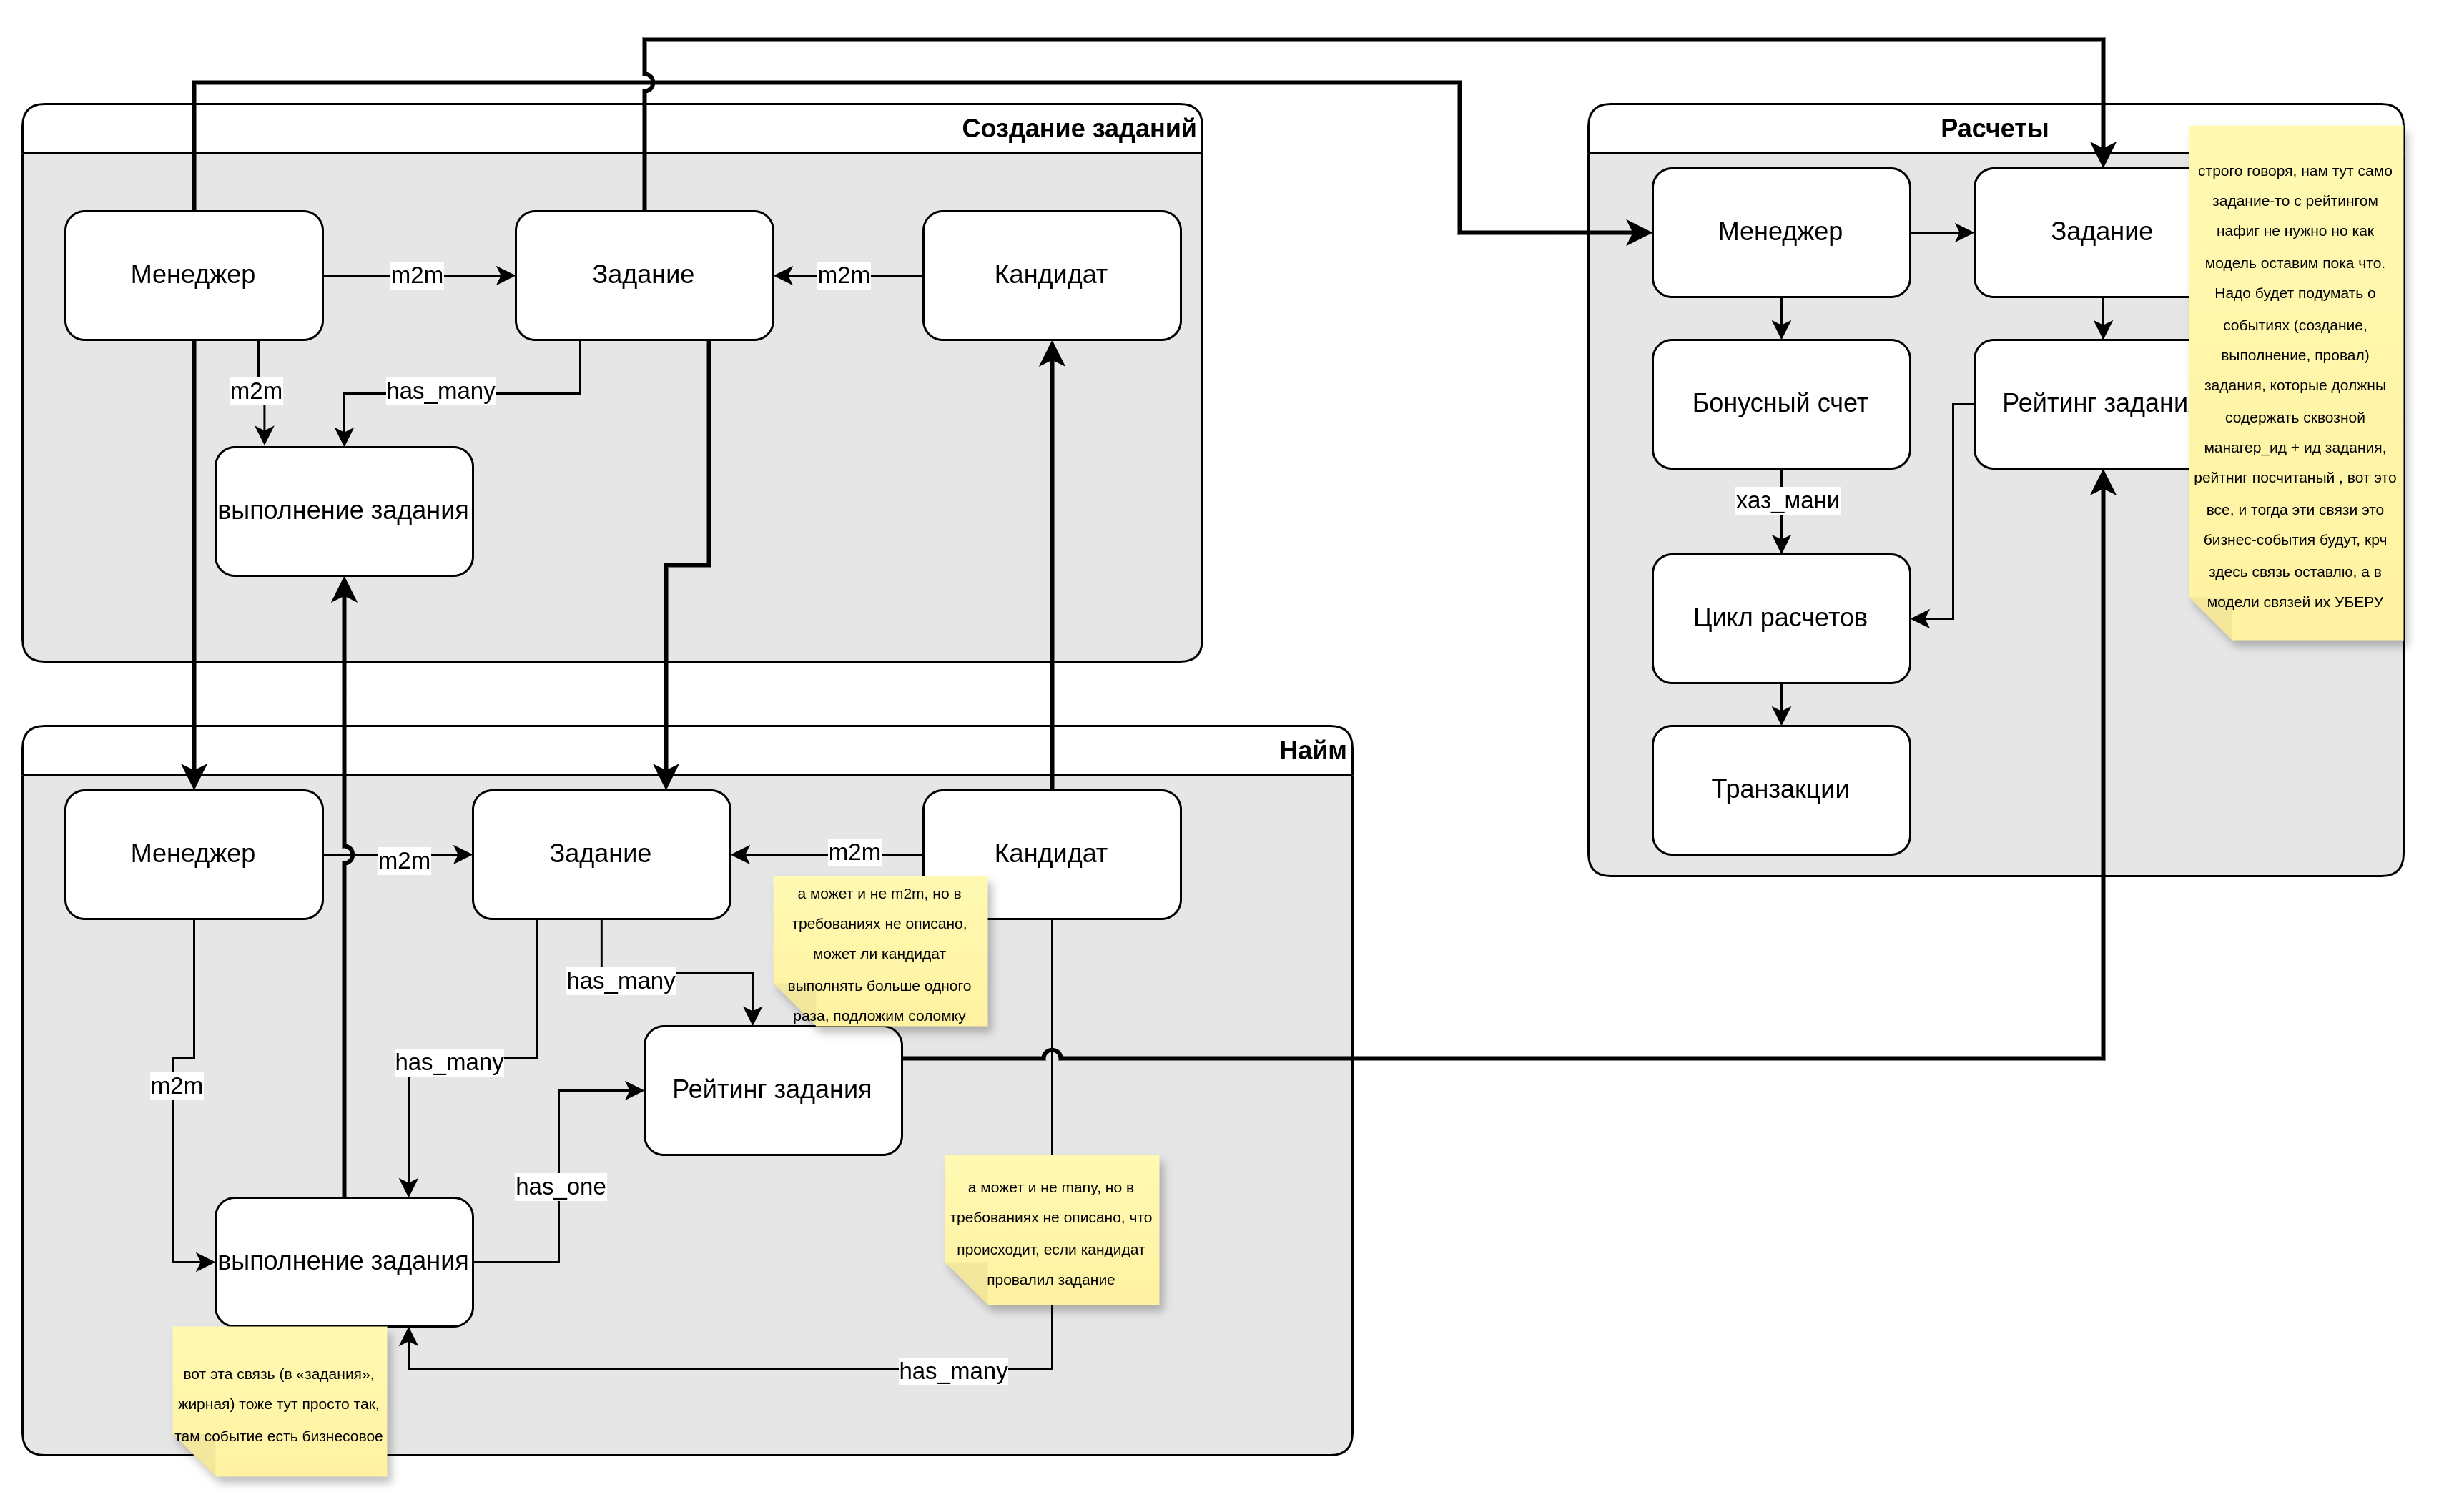 Создание заданий
Менеджер
m2m
Задание
m2m
Кандидат
m2m
has_many
выполнение задания
Расчеты
Менеджер
Задание
Бонусный счет
Рейтинг задания
хаз_мани
Цикл расчетов
Транзакции
строго говоря, нам тут само
задание-то с рейтингом
нафиг не нужно но как
модель оставим пока что.
Надо будет подумать о
событиях (создание,
выполнение, провал)
задания, которые должны
содержать сквозной
манагер_ид + ид задания,
рейтниг посчитаный , вот это
все, и тогда эти связи это
бизнес-события будут, крч
здесь связь оставлю, а в
модели связей их УБЕРУ
Найм
Менеджер
m2m
Задание
m2m
Кандидат
а может и не m2m, но в
требованиях не описано,
может ли кандидат
выполнять больше одного
раза, подложим соломку
has_many
has_many
m2m
Рейтинг задания
has_one
выполнение задания
а может и не many, но в
требованиях не описано, что
происходит, если кандидат
провалил задание
has_many
вот эта связь (в «задания»,
жирная) тоже тут просто так,
там событие есть бизнесовое